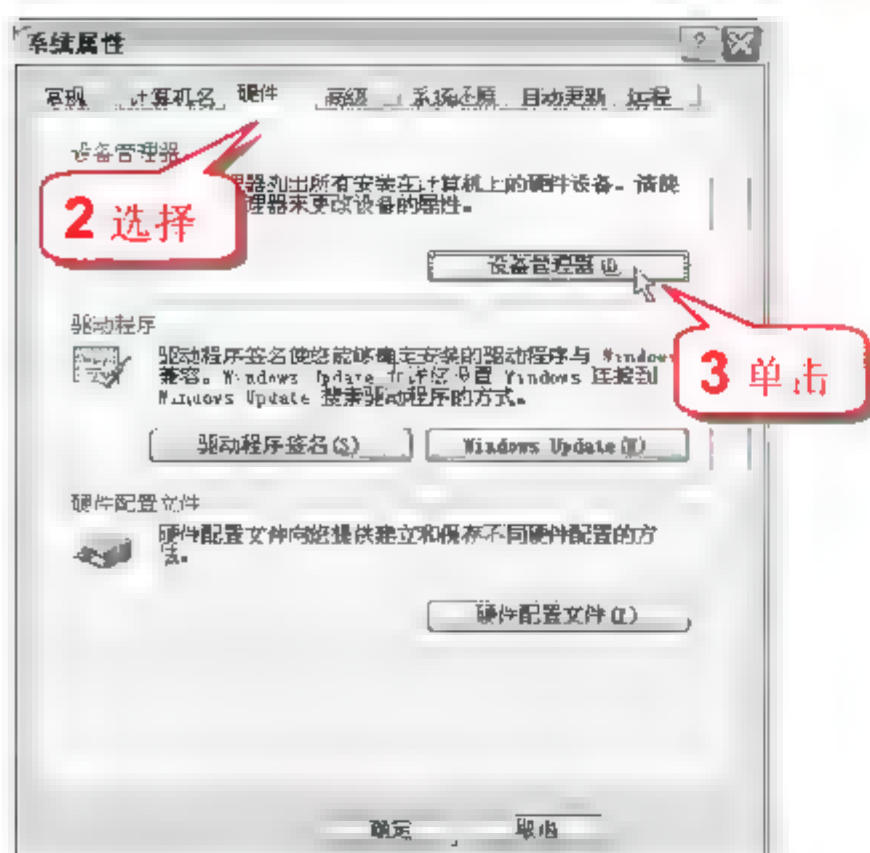 系统属性
常规 计算机名 硬件 高级 系统还原 自动更新 远程
设备管理器
理器列出所有安装在计算机上的硬件设备。请使
理器来更改设备的属性。
2 选择
设备管理器(D)
3 单击
驱动程序
驱动程序签名使您能够确定安装的驱动程序与 Windows
兼容。Windows Update 允许您设置 Windows 连接到
Windows Update 搜索驱动程序的方式。
驱动程序签名(S) Windows Update(W)
硬件配置文件
硬件配置文件向您提供建立和保存不同硬件配置的方
法。
硬件配置文件(P)
确定 取消